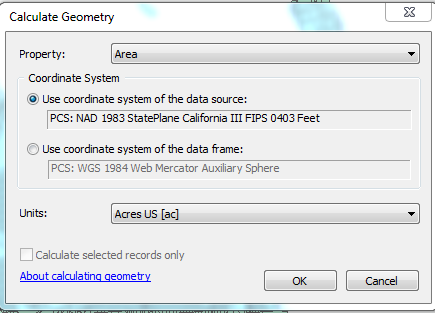 Calculate Geometry
Property: Area
Coordinate System
Use coordinate system of the data source:
PCS: NAD 1983 StatePlane California III FIPS 0403 Feet
Use coordinate system of the data frame:
PCS: WGS 1984 Web Mercator Auxiliary Sphere
Units: Acres US [ac]
Calculate selected records only
About calculating geometry OK Cancel